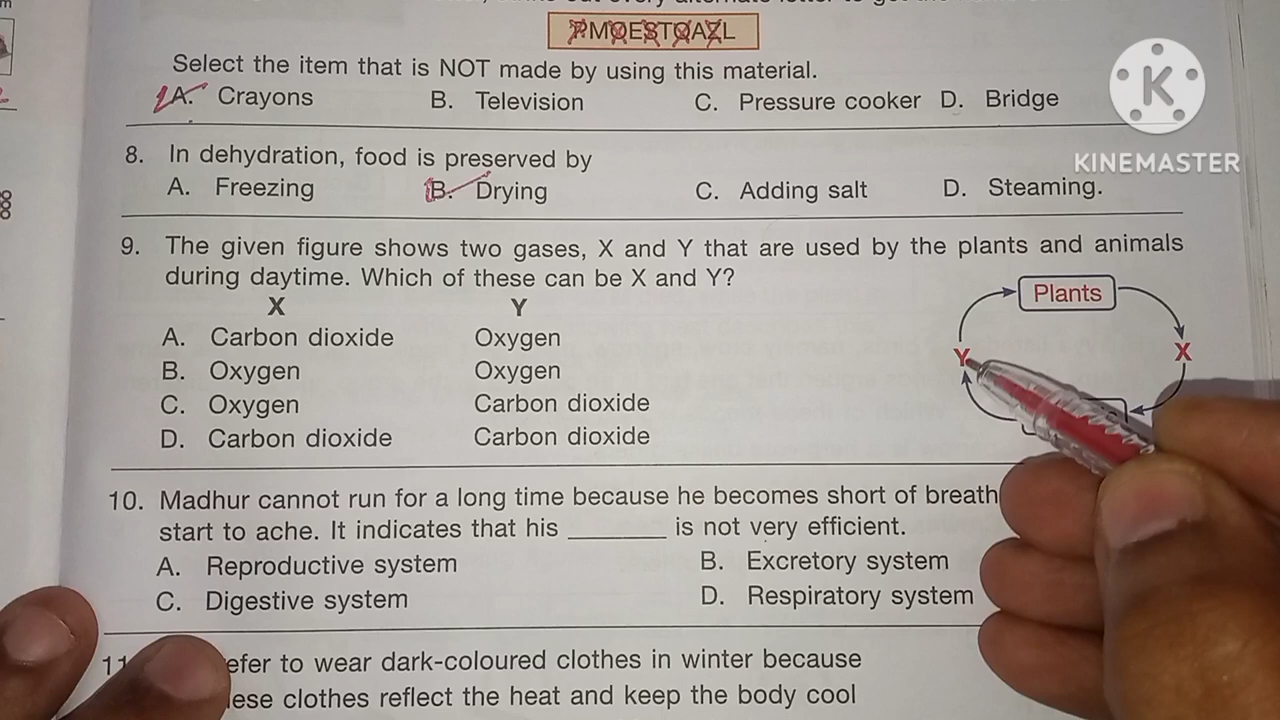 PMOESTQAZL
Select the item that is NOT made by using this material.
A. Crayons B. Television C. Pressure cooker D. Bridge
8. In dehydration, food is preserved by
A. Freezing B. Drying C. Adding salt D. Steaming.
9. The given figure shows two gases, X and Y that are used by the plants and animals
during daytime. Which of these can be X and Y?
X Y
A. Carbon dioxide Oxygen
B. Oxygen Oxygen
C. Oxygen Carbon dioxide
D. Carbon dioxide Carbon dioxide
Plants
Y X
10. Madhur cannot run for a long time because he becomes short of breath
start to ache. It indicates that his ________ is not very efficient.
A. Reproductive system B. Excretory system
C. Digestive system D. Respiratory system
11 efer to wear dark-coloured clothes in winter because
ese clothes reflect the heat and keep the body cool
K
KINEMASTER